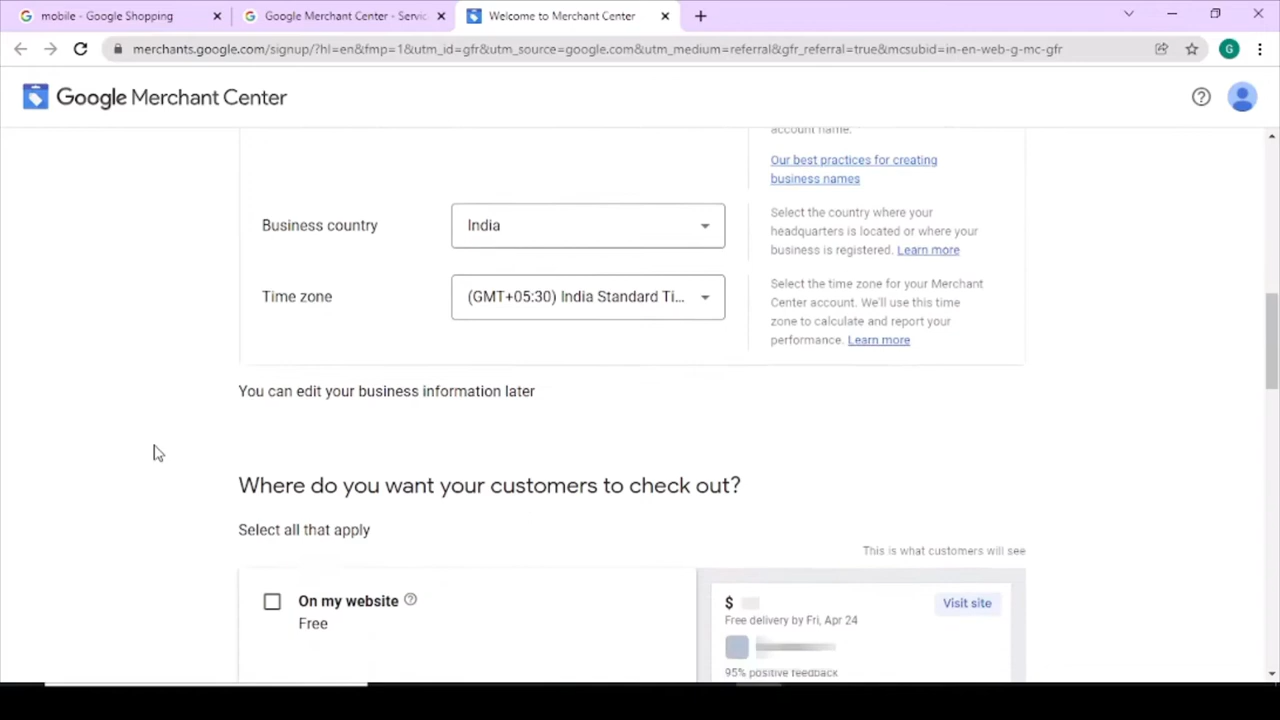 mobile - Google Shopping
Google Merchant Center - Servic
Welcome to Merchant Center
merchants.google.com/signup/?hl=en&fmp=1&utm_id=gfr&utm_source=google.com&utm_medium=referral&gfr_referral=true&mcsubid=in-en-web-g-mc-gfr
G
Google Merchant Center
account name.
Our best practices for creating
business names
Business country
India
Select the country where your
headquarters is located or where your
business is registered. Learn more
Time zone
(GMT+05:30) India Standard Ti...
Select the time zone for your Merchant
Center account. We'll use this time
zone to calculate and report your
performance. Learn more
You can edit your business information later
Where do you want your customers to check out?
Select all that apply
This is what customers will see
On my website
Free
$
Visit site
Free delivery by Fri, Apr 24
95% positive feedback